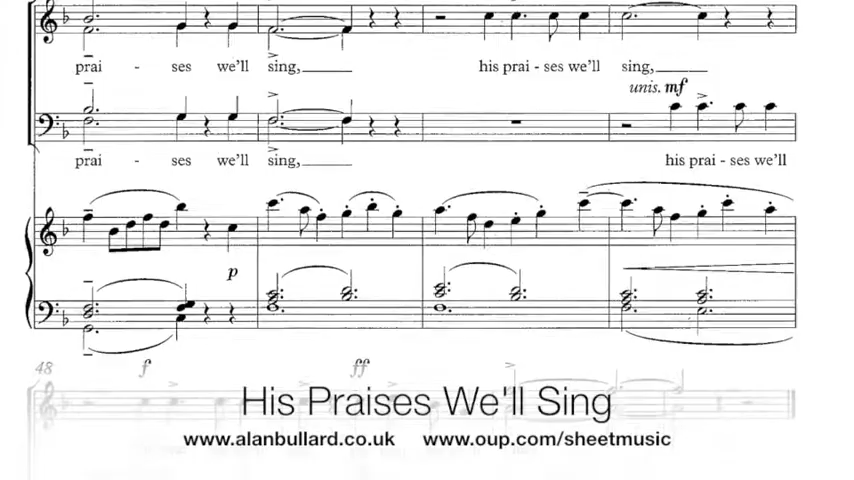 prai - ses we'll sing, his prai - ses we'll sing,
unis. mf
prai - ses we'll sing, his prai - ses we'll
p
48 f ff
His Praises We'll Sing
www.alanbullard.co.uk www.oup.com/sheetmusic